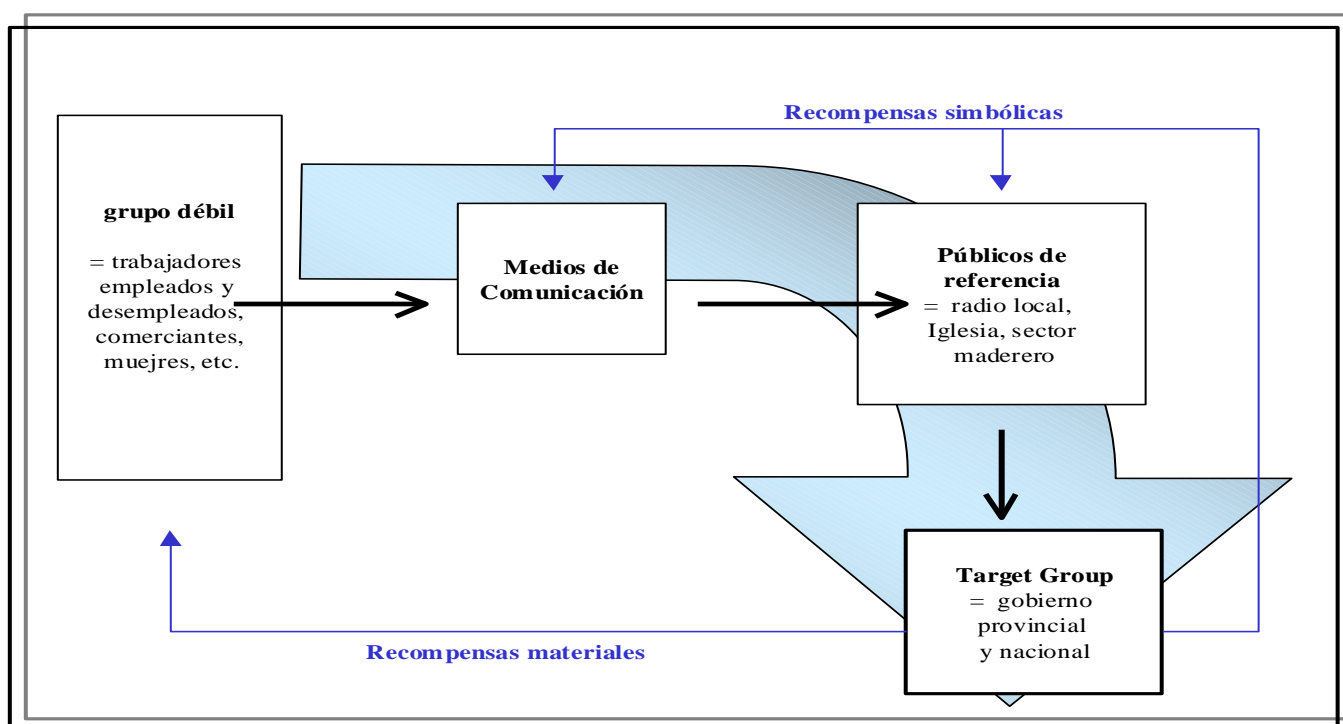 Recompensas simbólicas
grupo débil
= trabajadores
empleados y
desempleados,
comerciantes,
muejres, etc.
Medios de
Comunicación
Públicos de
referencia
= radio local,
Iglesia, sector
maderero
Target Group
= gobierno
provincial
y nacional
Recompensas materiales